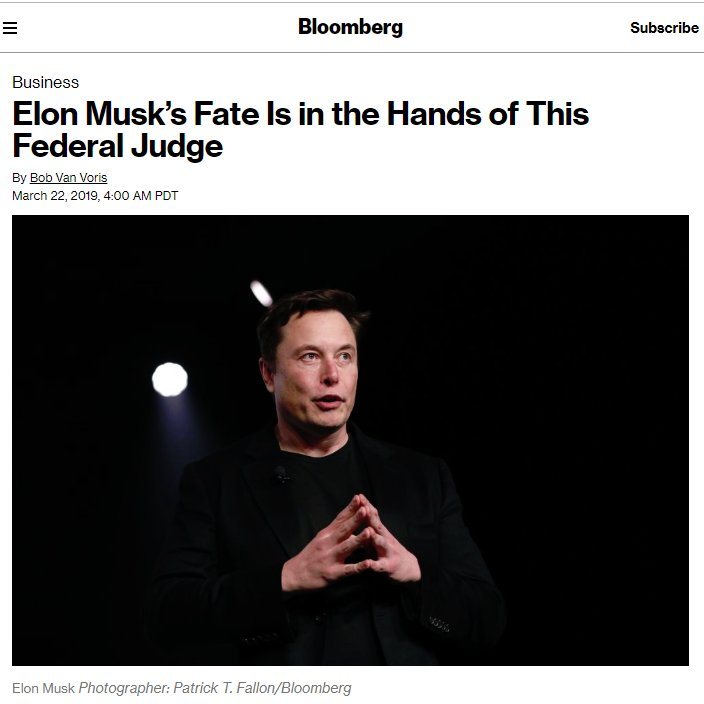 Bloomberg
Subscribe
Business
Elon Musk’s Fate Is in the Hands of This
Federal Judge
By Bob Van Voris
March 22, 2019, 4:00 AM PDT
Elon Musk Photographer: Patrick T. Fallon/Bloomberg